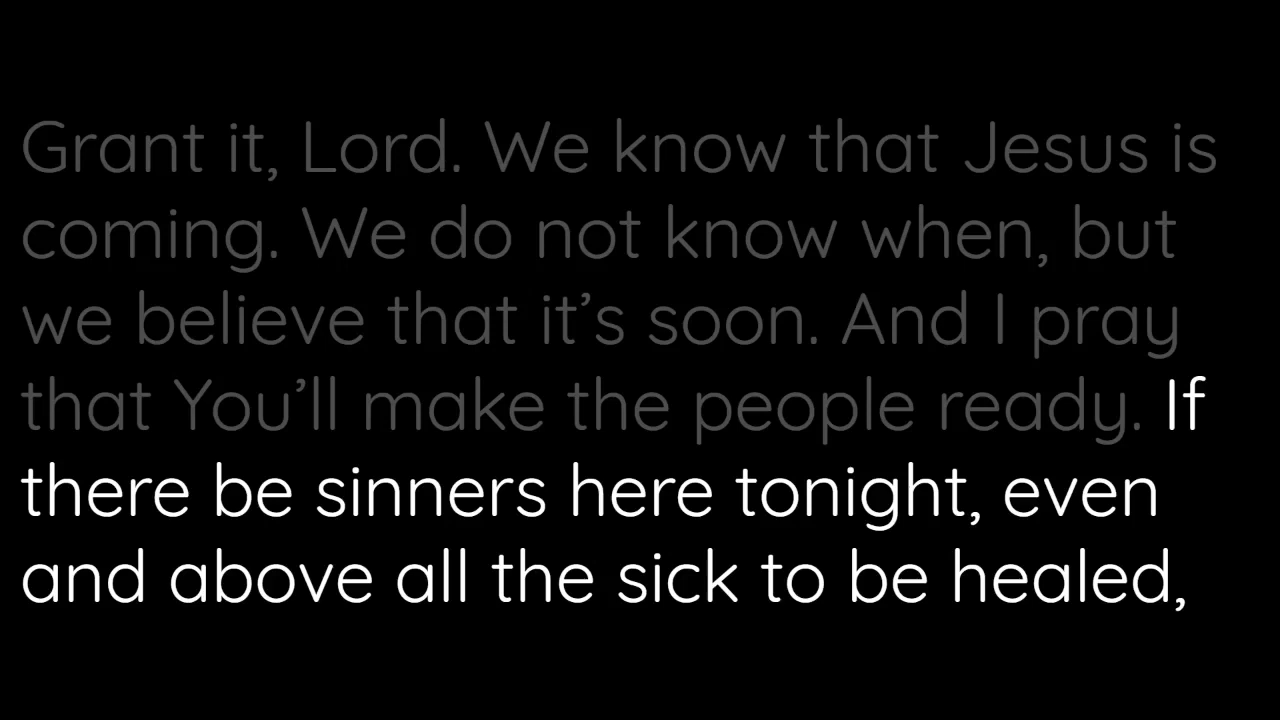 Grant it, Lord. We know that Jesus is
coming. We do not know when, but
we believe that it’s soon. And I pray
that You’ll make the people ready. If
there be sinners here tonight, even
and above all the sick to be healed,